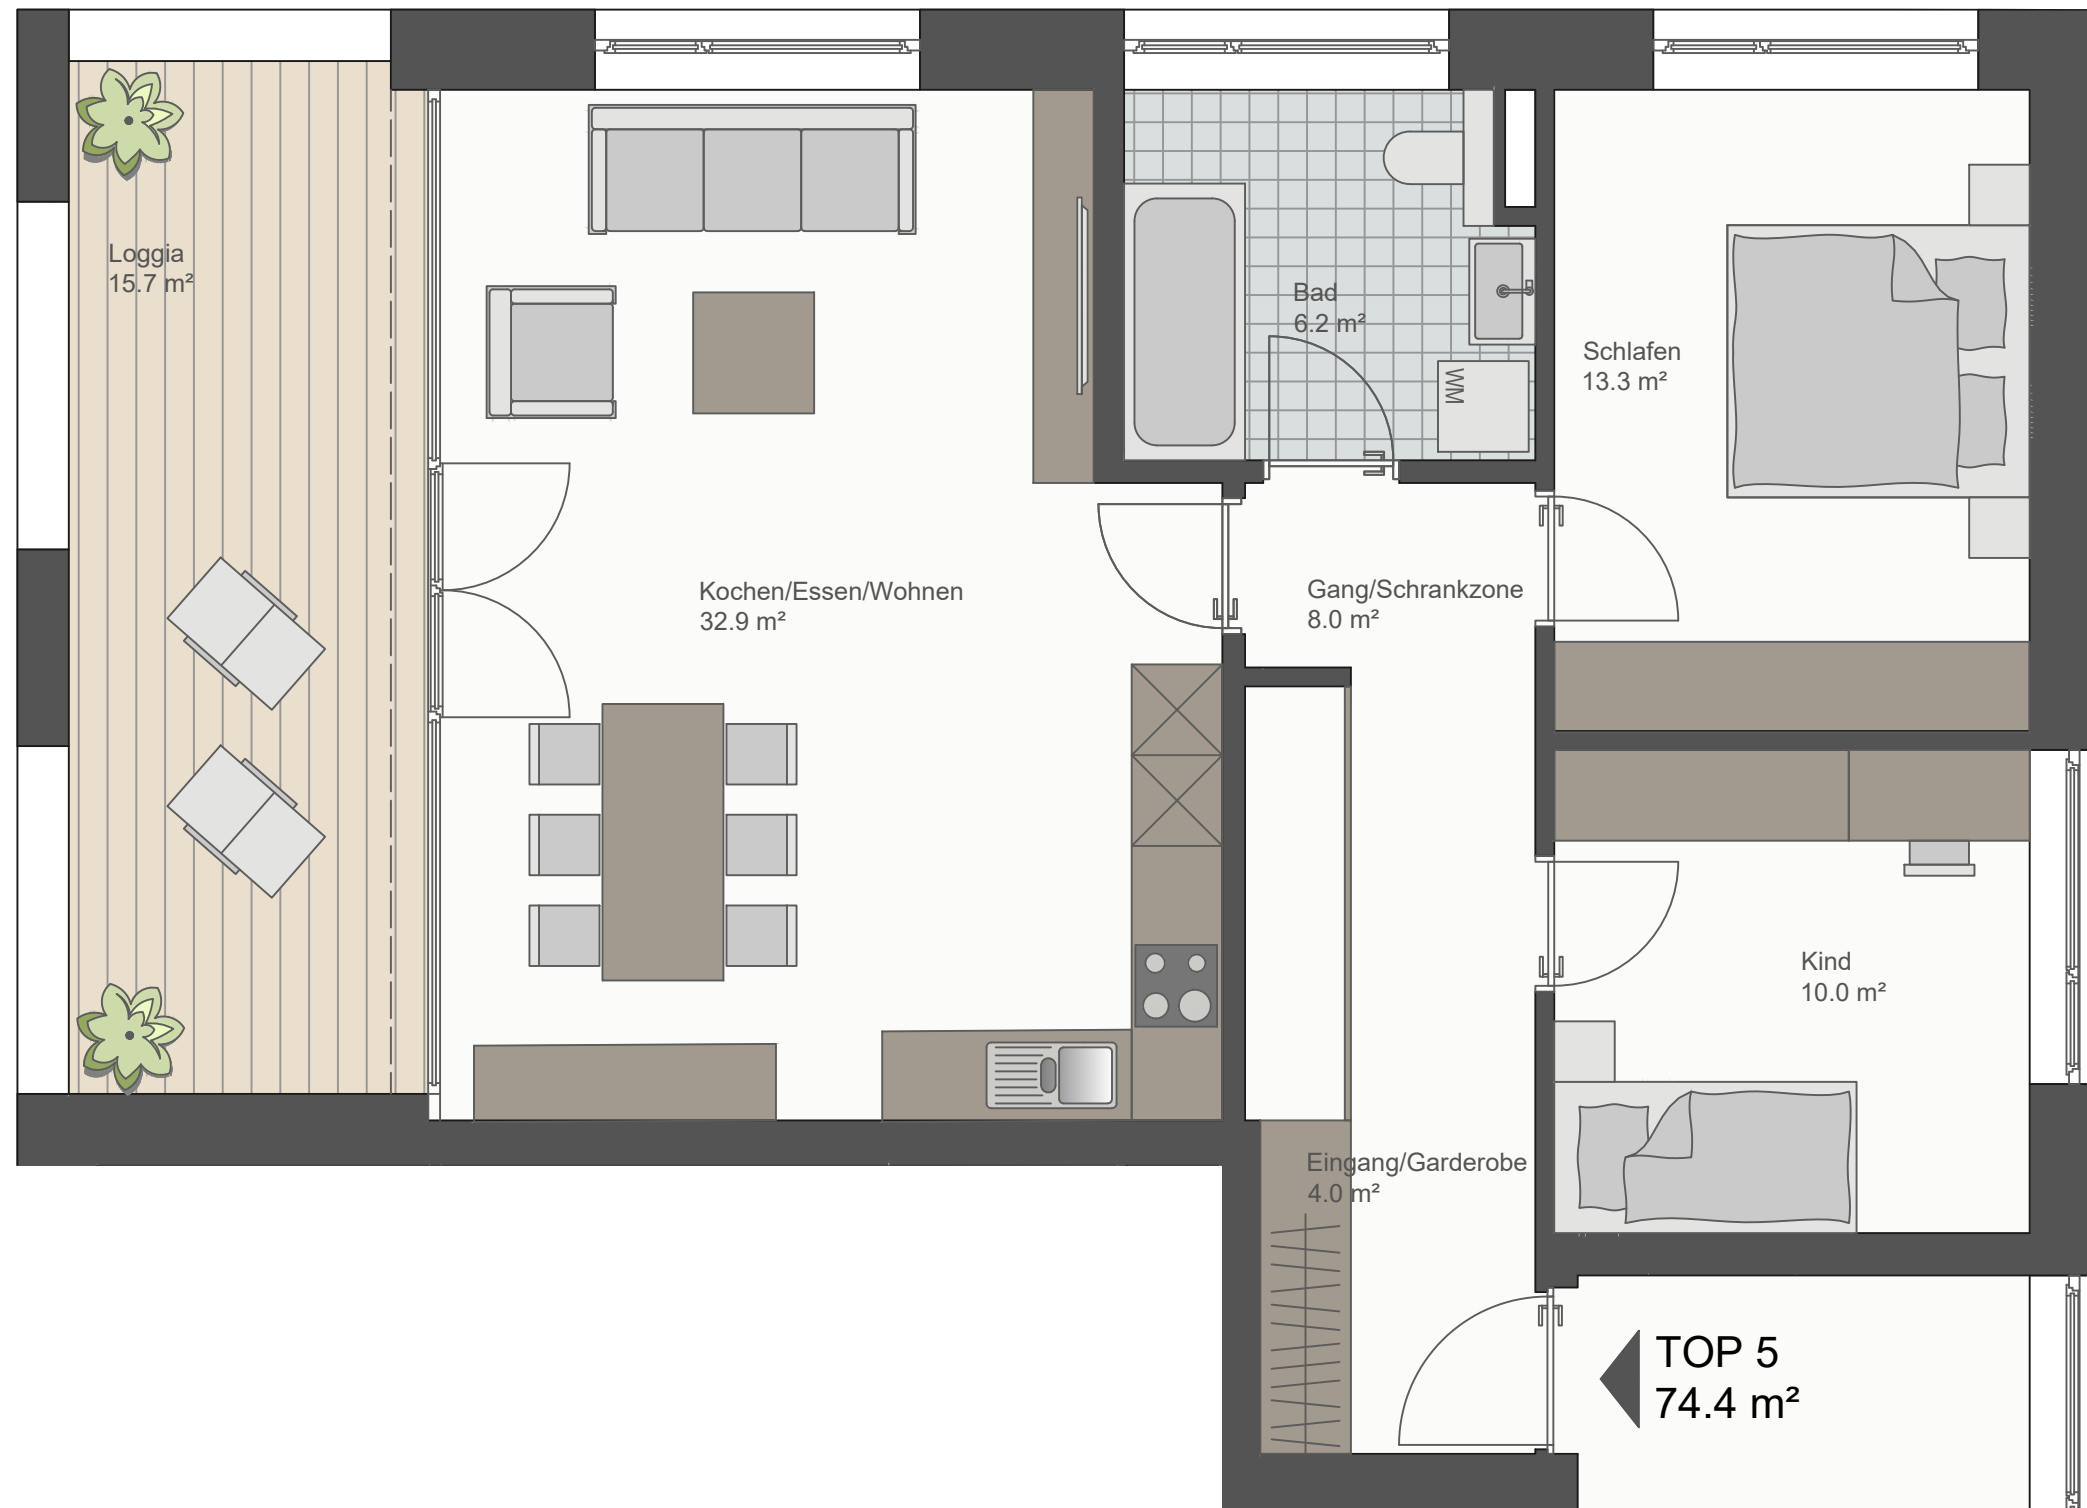 Loggia
15.7 m²
Bad
6.2 m²
WM
Schlafen
13.3 m²
Kochen/Essen/Wohnen
32.9 m²
Gang/Schrankzone
8.0 m²
Kind
10.0 m²
Eingang/Garderobe
4.0 m²
TOP 5
74.4 m²